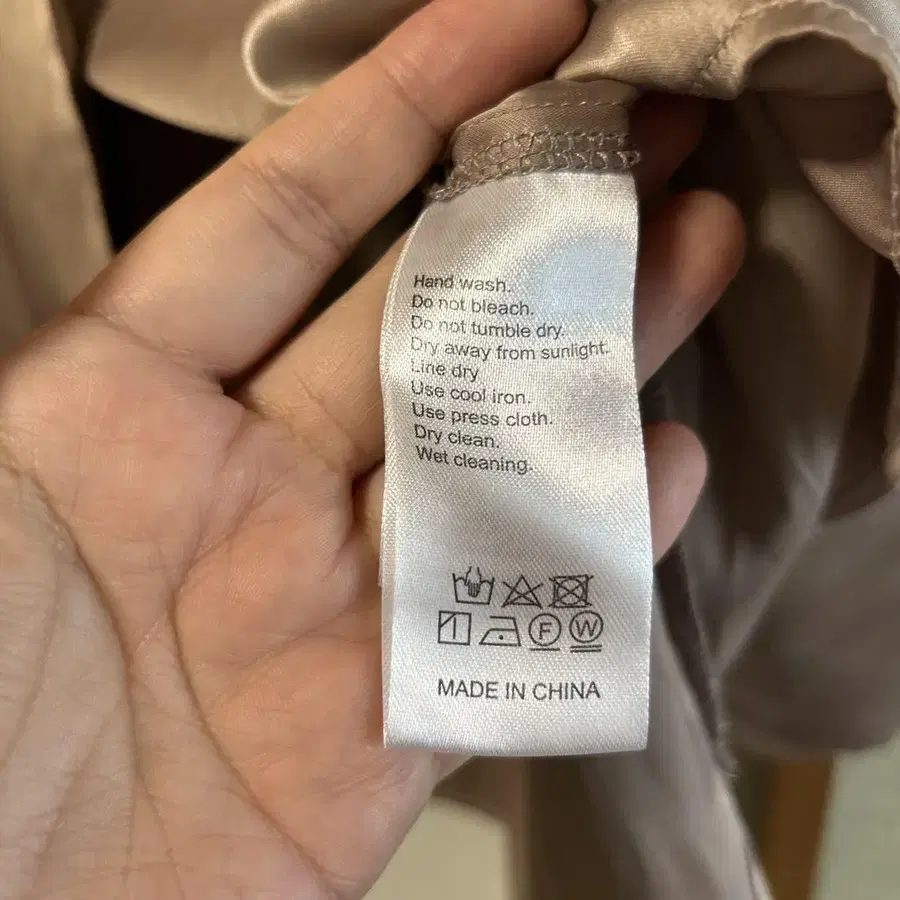 Hand wash.
Do not bleach.
Do not tumble dry.
Dry away from sunlight.
Line dry
Use cool iron.
Use press cloth.
Dry clean.
Wet cleaning.
F W
MADE IN CHINA